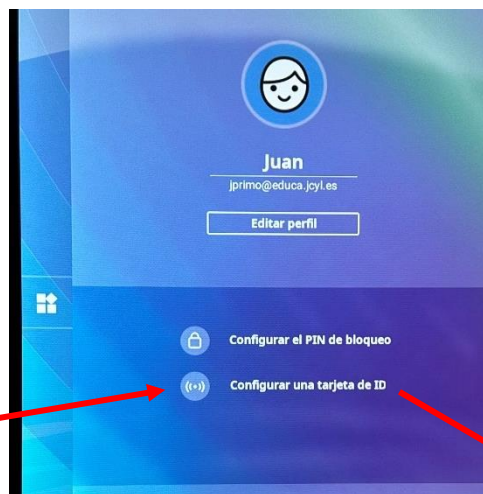 Juan
jprimo@educa.jcyl.es
Editar perfil
Configurar el PIN de bloqueo
Configurar una tarjeta de ID